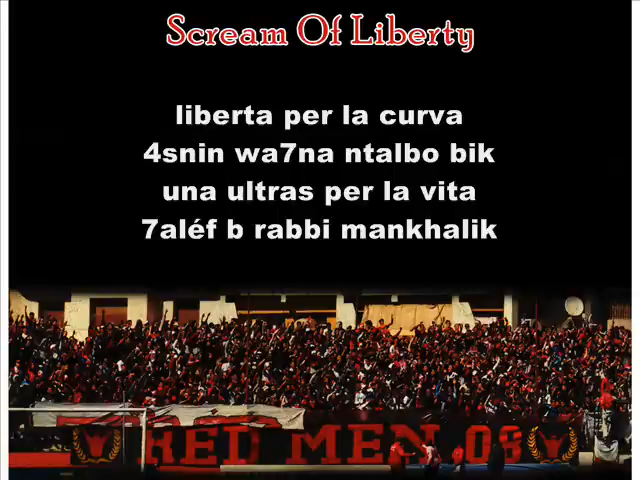 Scream Of Liberty
liberta per la curva
4snin wa7na ntalbo bik
una ultras per la vita
7aléf b rabbi mankhalik
RED MEN 08